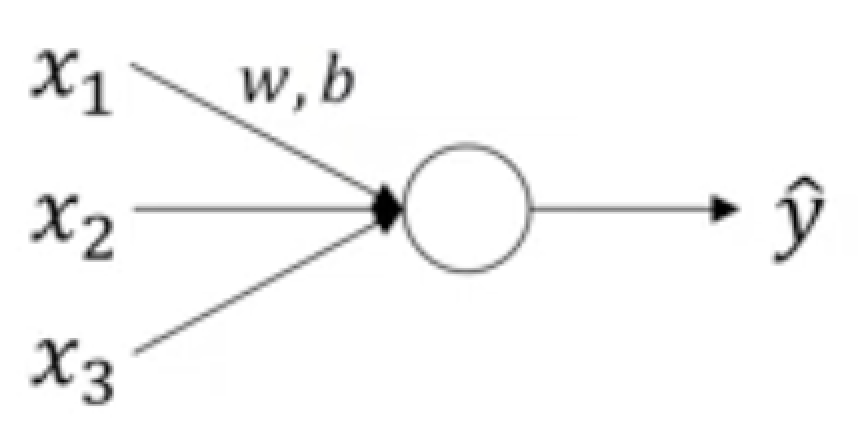 x₁
w, b
x₂
ŷ
x₃